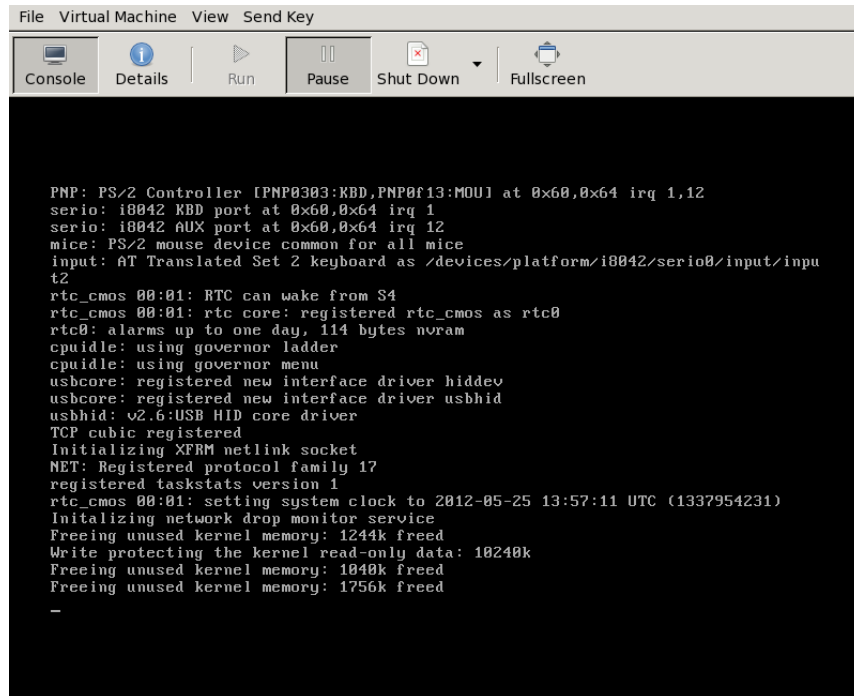 File Virtual Machine View Send Key
Console Details Run Pause Shut Down Fullscreen
PNP: PS/2 Controller [PNP0303:KBD,PNP0f13:MOU] at 0x60,0x64 irq 1,12
serio: i8042 KBD port at 0x60,0x64 irq 1
serio: i8042 AUX port at 0x60,0x64 irq 12
mice: PS/2 mouse device common for all mice
input: AT Translated Set 2 keyboard as /devices/platform/i8042/serio0/input/inpu
t2
rtc_cmos 00:01: RTC can wake from S4
rtc_cmos 00:01: rtc core: registered rtc_cmos as rtc0
rtc0: alarms up to one day, 114 bytes nvram
cpuidle: using governor ladder
cpuidle: using governor menu
usbcore: registered new interface driver hiddev
usbcore: registered new interface driver usbhid
usbhid: v2.6:USB HID core driver
TCP cubic registered
Initializing XFRM netlink socket
NET: Registered protocol family 17
registered taskstats version 1
rtc_cmos 00:01: setting system clock to 2012-05-25 13:57:11 UTC (1337954231)
Initalizing network drop monitor service
Freeing unused kernel memory: 1244k freed
Write protecting the kernel read-only data: 10240k
Freeing unused kernel memory: 1040k freed
Freeing unused kernel memory: 1756k freed